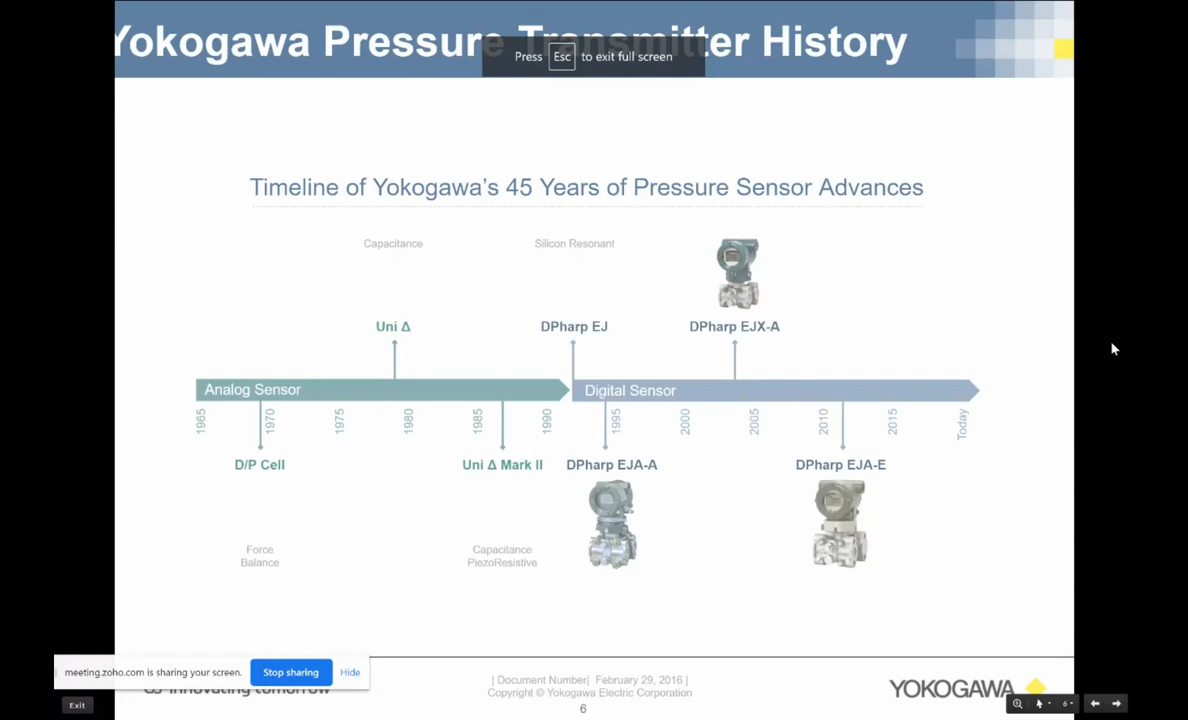 Yokogawa Pressure Transmitter History
Press Esc to exit full screen
Timeline of Yokogawa's 45 Years of Pressure Sensor Advances
Capacitance
Silicon Resonant
Uni Δ
DPharp EJ
DPharp EJX-A
Analog Sensor
Digital Sensor
1965
1970
1975
1980
1985
1990
1995
2000
2005
2010
2015
Today
D/P Cell
Uni Δ Mark II
DPharp EJA-A
DPharp EJA-E
Force
Balance
Capacitance
PiezoResistive
meeting.zoho.com is sharing your screen.
Stop sharing
Hide
innovating tomorrow
| Document Number| February 29, 2016 |
Copyright © Yokogawa Electric Corporation
6
YOKOGAWA
Exit
6